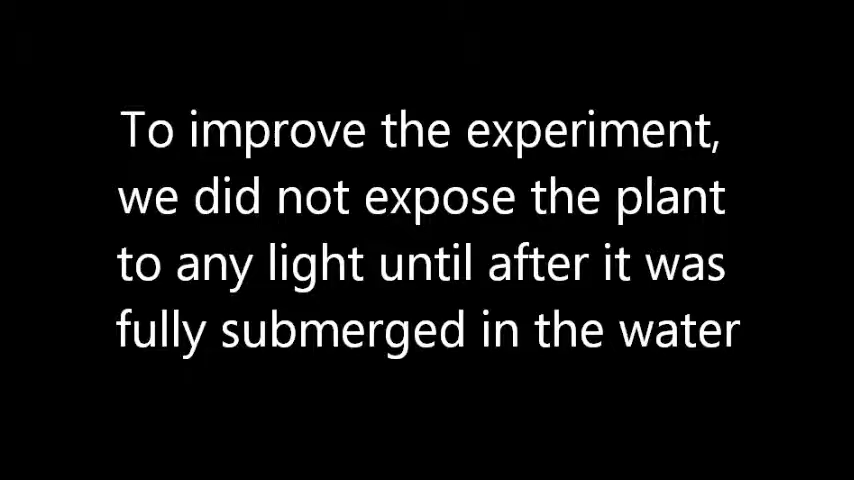 To improve the experiment,
we did not expose the plant
to any light until after it was
fully submerged in the water